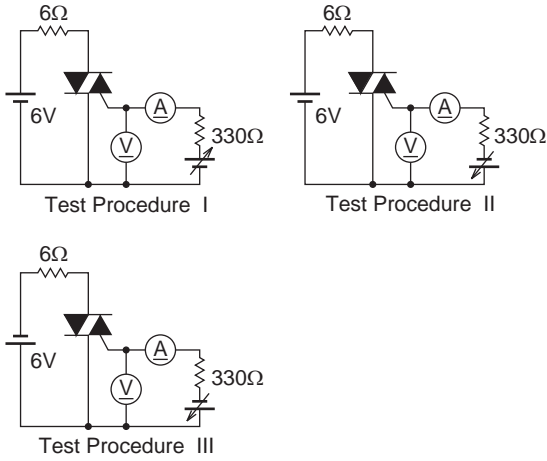 6Ω
6V
A
V
330Ω
Test Procedure I
6Ω
6V
A
V
330Ω
Test Procedure II
6Ω
6V
A
V
330Ω
Test Procedure III